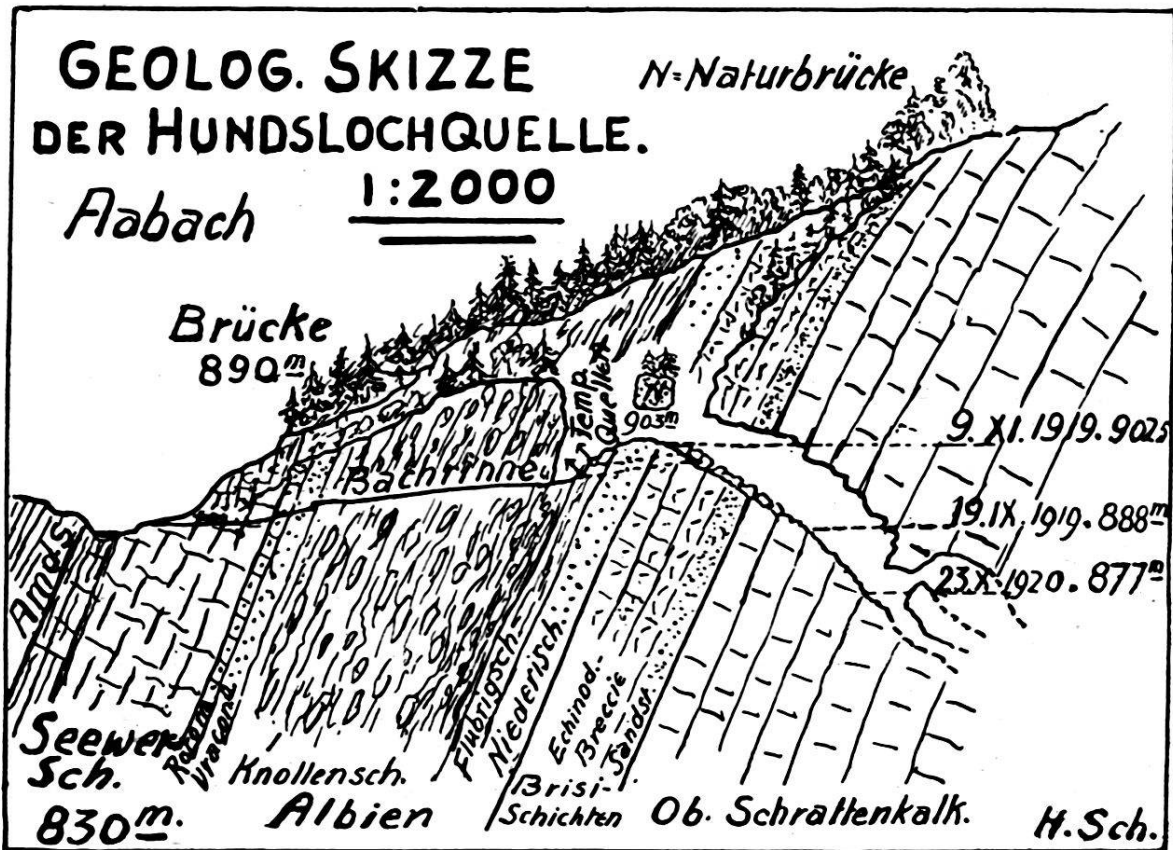 GEOLOG. SKIZZE
DER HUNDSLOCHQUELLE.
1:2000
N=Naturbrücke
Aabach
Brücke
890m
Temp.
Quelle
903m
Bachrinne
9. XI. 1919. 902,5
19. IX. 1919. 888m
23. X. 1920. 877m
Seewer
Sch.
Knollensch.
Albien
Flubrigsch.
Niederisch.
Echinod.
Breccie
Sandst.
Brisi-
Schichten
Ob. Schrattenkalk.
830m.
H. Sch.